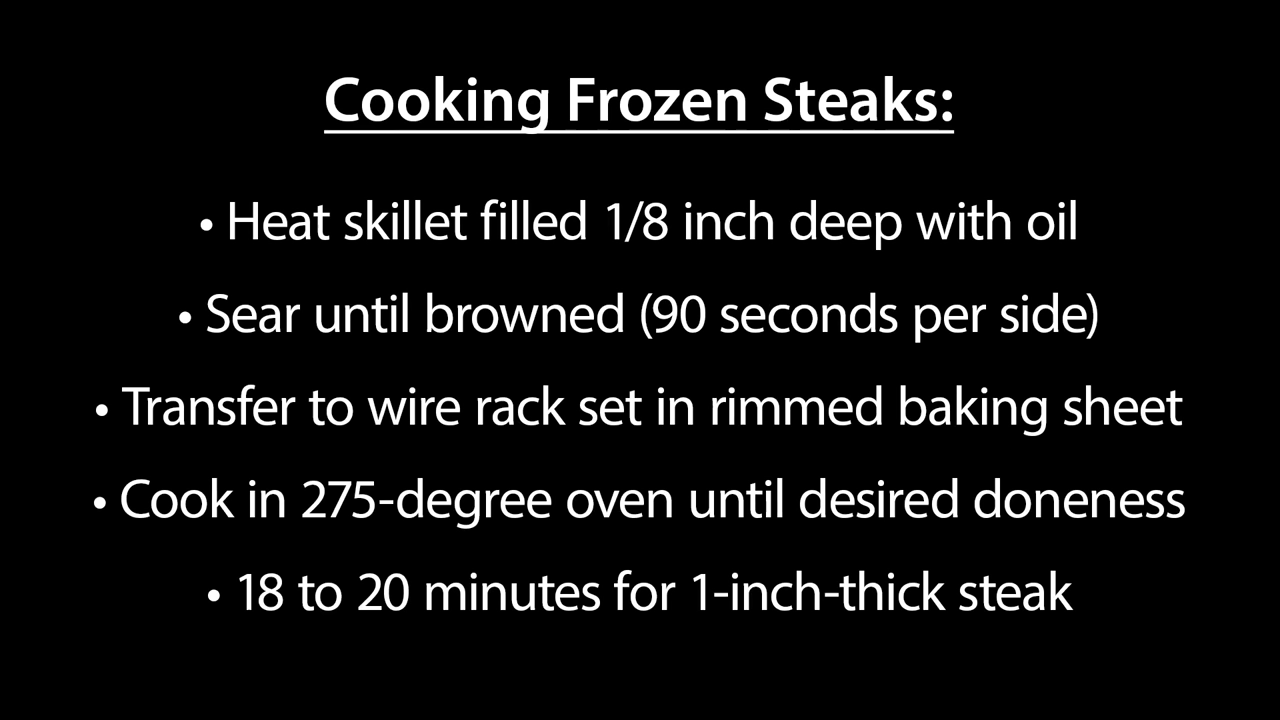 Cooking Frozen Steaks:
• Heat skillet filled 1/8 inch deep with oil
• Sear until browned (90 seconds per side)
• Transfer to wire rack set in rimmed baking sheet
• Cook in 275-degree oven until desired doneness
• 18 to 20 minutes for 1-inch-thick steak